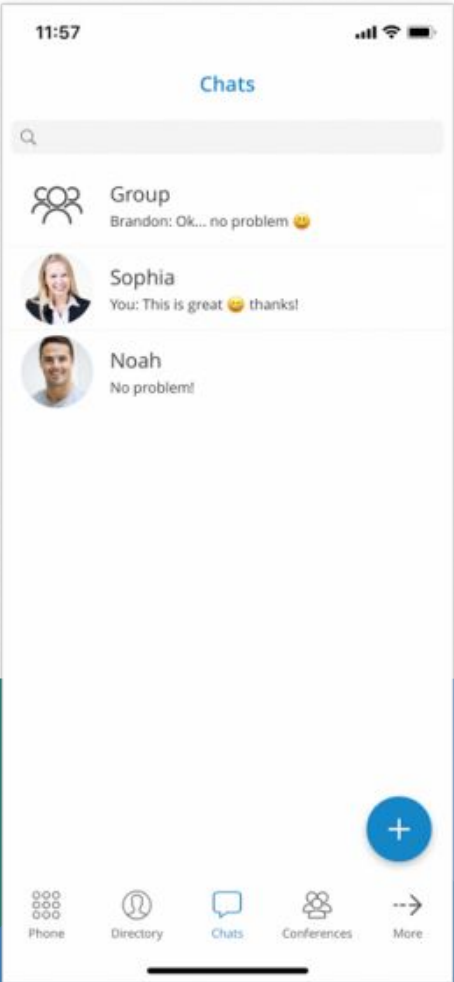 11:57
Chats
Group
Brandon: Ok... no problem 😀
Sophia
You: This is great 😀 thanks!
Noah
No problem!
Phone
Directory
Chats
Conferences
More